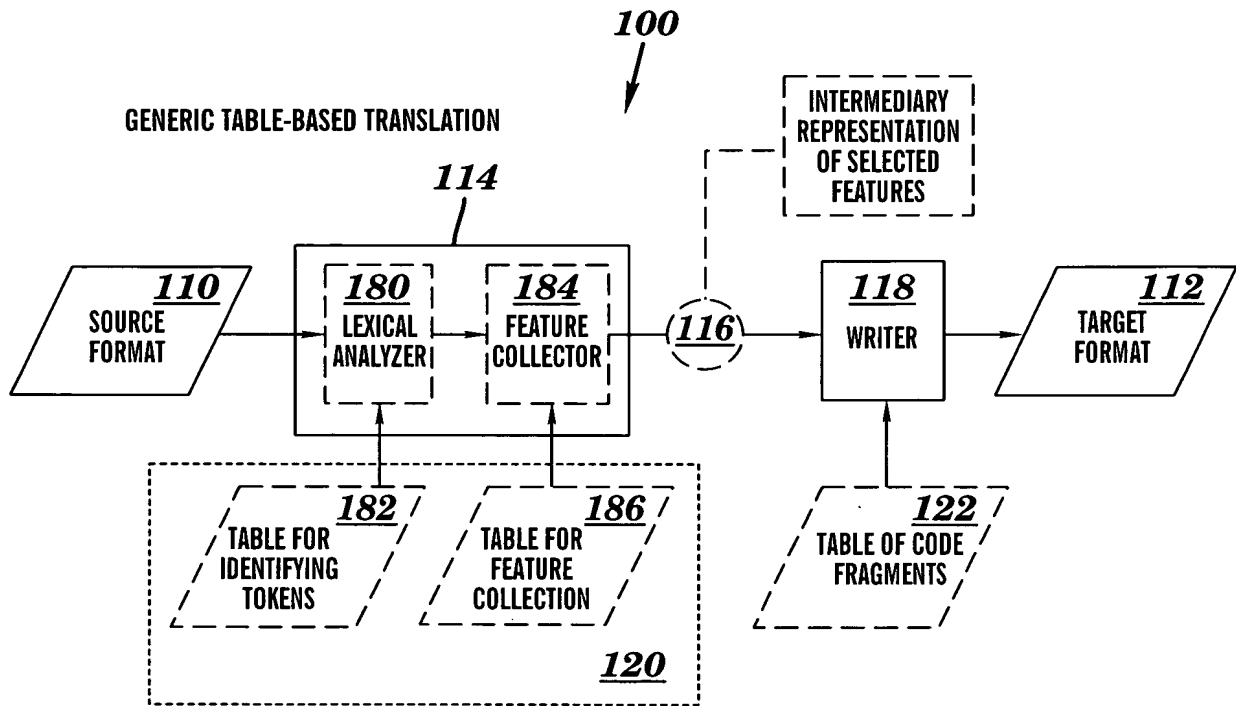 100
GENERIC TABLE-BASED TRANSLATION
INTERMEDIARY
REPRESENTATION
OF SELECTED
FEATURES
114
110
SOURCE
FORMAT
180
LEXICAL
ANALYZER
184
FEATURE
COLLECTOR
116
118
WRITER
112
TARGET
FORMAT
182
TABLE FOR
IDENTIFYING
TOKENS
186
TABLE FOR
FEATURE
COLLECTION
122
TABLE OF CODE
FRAGMENTS
120